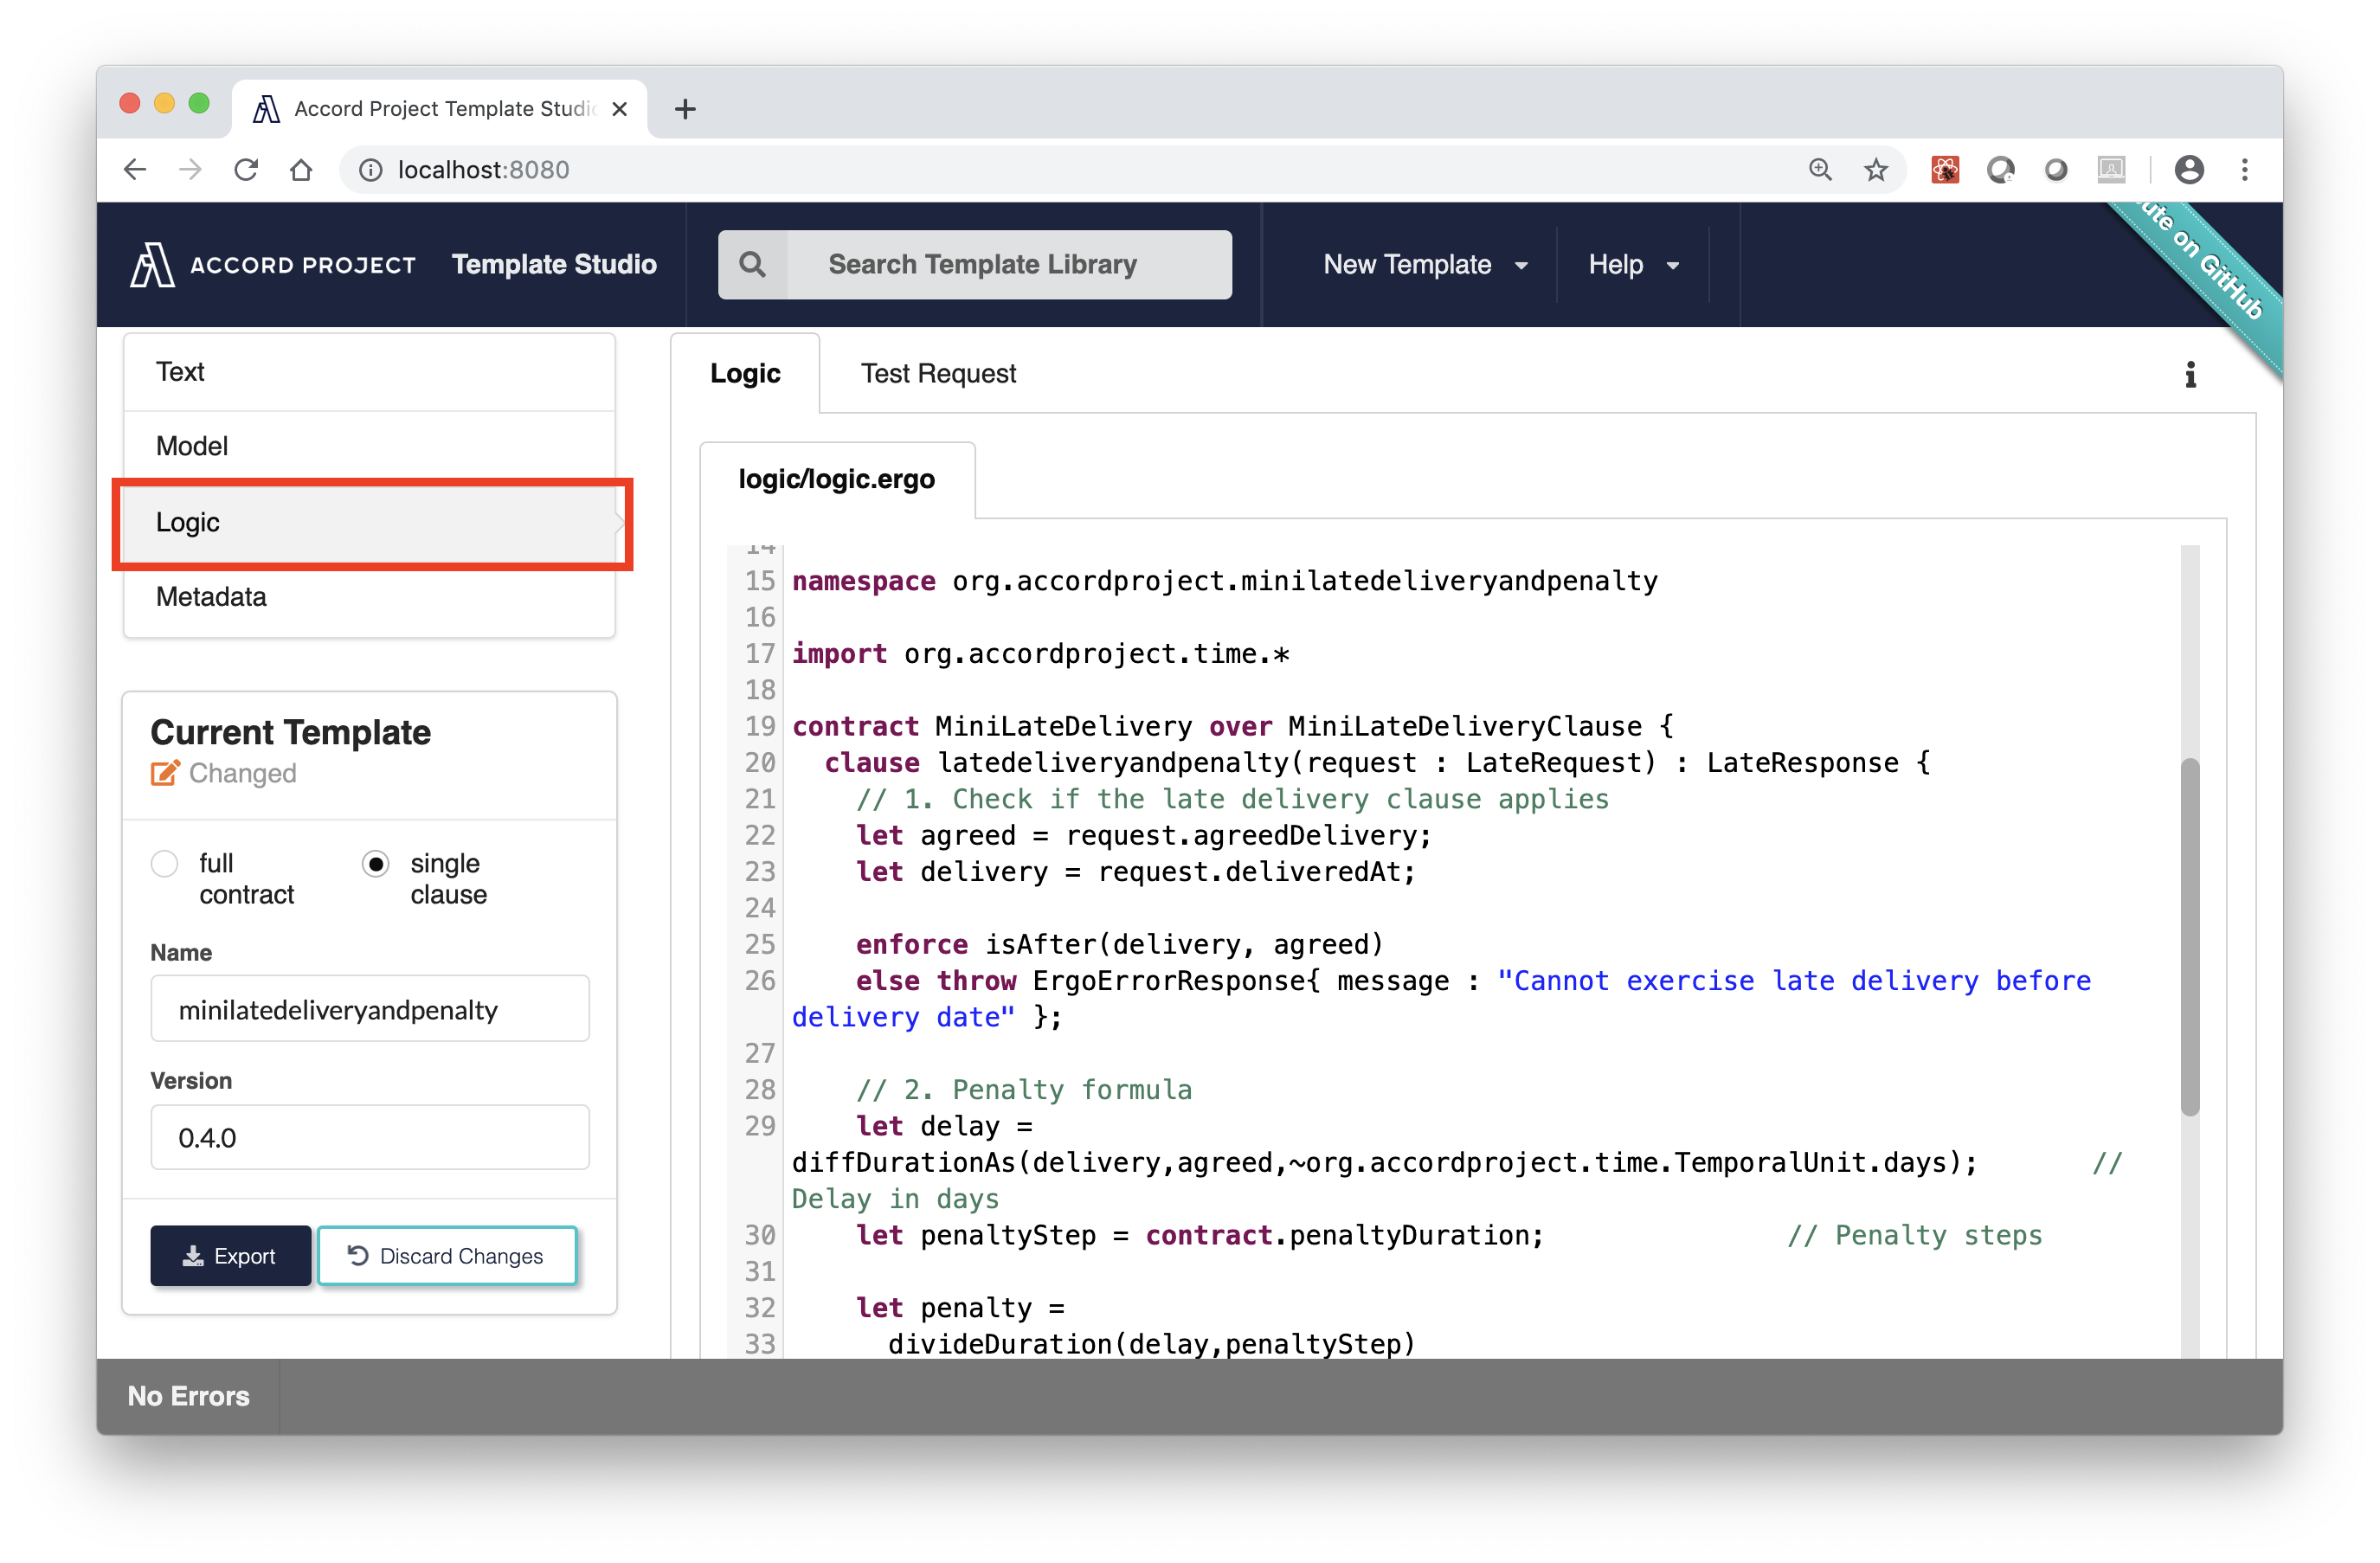 Accord Project Template Studio
localhost:8080
ACCORD PROJECT
Template Studio
Search Template Library
New Template
Help
on GitHub
Text
Model
Logic
Metadata
Current Template
Changed
full contract
single clause
Name
minilatedeliveryandpenalty
Version
0.4.0
Export
Discard Changes
Logic
Test Request
logic/logic.ergo
14
15 namespace org.accordproject.minilatedeliveryandpenalty
16
17 import org.accordproject.time.*
18
19 contract MiniLateDelivery over MiniLateDeliveryClause {
20 clause latedeliveryandpenalty(request : LateRequest) : LateResponse {
21 // 1. Check if the late delivery clause applies
22 let agreed = request.agreedDelivery;
23 let delivery = request.deliveredAt;
24
25 enforce isAfter(delivery, agreed)
26 else throw ErgoErrorResponse{ message : "Cannot exercise late delivery before
delivery date" };
27
28 // 2. Penalty formula
29 let delay =
diffDurationAs(delivery,agreed,~org.accordproject.time.TemporalUnit.days); //
Delay in days
30 let penaltyStep = contract.penaltyDuration; // Penalty steps
31
32 let penalty =
33 divideDuration(delay,penaltyStep)
No Errors